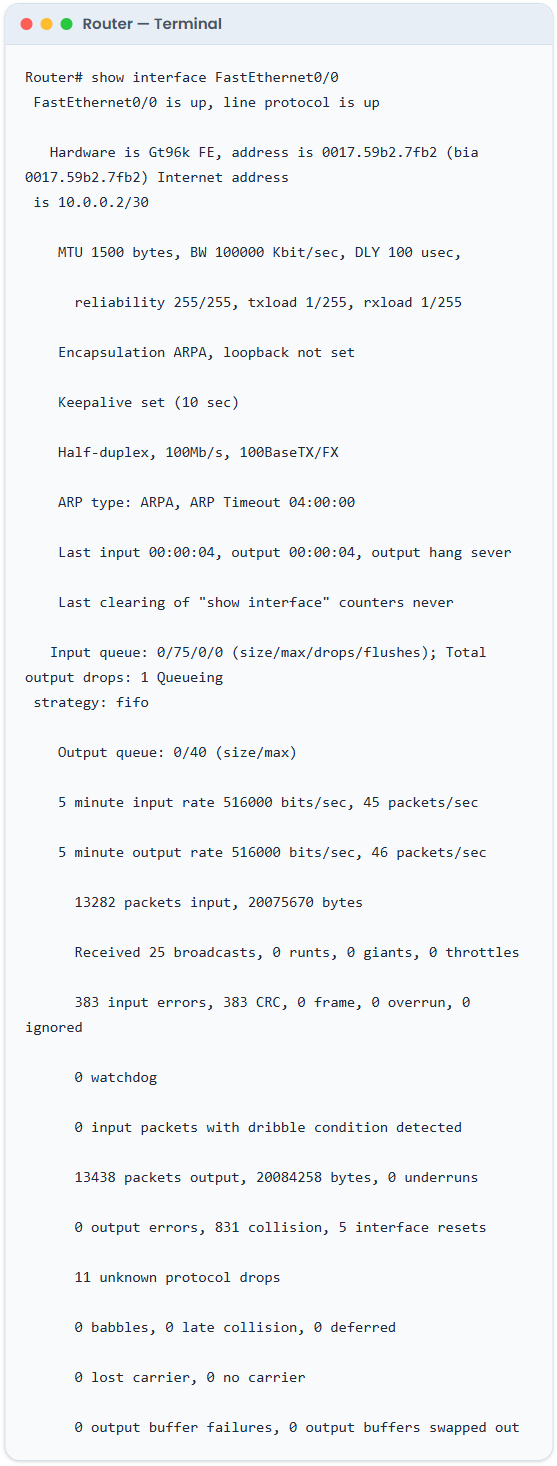 Router — Terminal
Router# show interface FastEthernet0/0
FastEthernet0/0 is up, line protocol is up
Hardware is Gt96k FE, address is 0017.59b2.7fb2 (bia
0017.59b2.7fb2) Internet address
is 10.0.0.2/30
MTU 1500 bytes, BW 100000 Kbit/sec, DLY 100 usec,
reliability 255/255, txload 1/255, rxload 1/255
Encapsulation ARPA, loopback not set
Keepalive set (10 sec)
Half-duplex, 100Mb/s, 100BaseTX/FX
ARP type: ARPA, ARP Timeout 04:00:00
Last input 00:00:04, output 00:00:04, output hang sever
Last clearing of "show interface" counters never
Input queue: 0/75/0/0 (size/max/drops/flushes); Total
output drops: 1 Queueing
strategy: fifo
Output queue: 0/40 (size/max)
5 minute input rate 516000 bits/sec, 45 packets/sec
5 minute output rate 516000 bits/sec, 46 packets/sec
13282 packets input, 20075670 bytes
Received 25 broadcasts, 0 runts, 0 giants, 0 throttles
383 input errors, 383 CRC, 0 frame, 0 overrun, 0
ignored
0 watchdog
0 input packets with dribble condition detected
13438 packets output, 20084258 bytes, 0 underruns
0 output errors, 831 collision, 5 interface resets
11 unknown protocol drops
0 babbles, 0 late collision, 0 deferred
0 lost carrier, 0 no carrier
0 output buffer failures, 0 output buffers swapped out